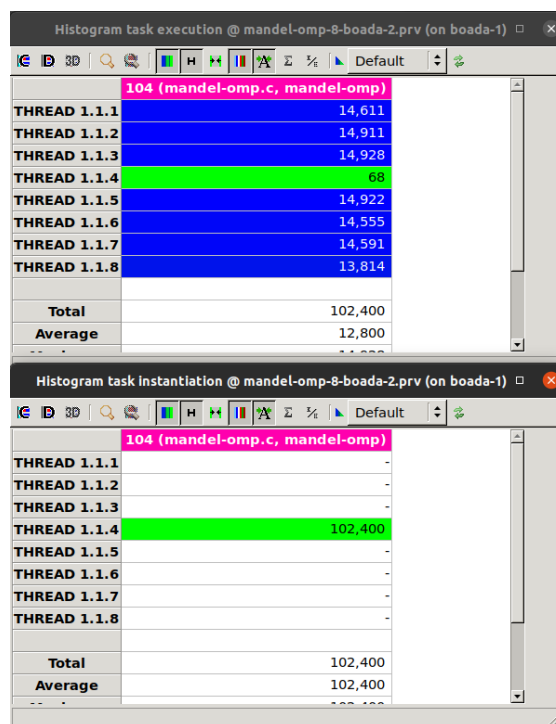 Histogram task execution @ mandel-omp-8-boada-2.prv (on boada-1)
3D H A Σ Default
104 (mandel-omp.c, mandel-omp)
THREAD 1.1.1 14,611
THREAD 1.1.2 14,911
THREAD 1.1.3 14,928
THREAD 1.1.4 68
THREAD 1.1.5 14,922
THREAD 1.1.6 14,555
THREAD 1.1.7 14,591
THREAD 1.1.8 13,814
Total 102,400
Average 12,800
Histogram task instantiation @ mandel-omp-8-boada-2.prv (on boada-1)
3D H A Σ Default
104 (mandel-omp.c, mandel-omp)
THREAD 1.1.1 -
THREAD 1.1.2 -
THREAD 1.1.3 -
THREAD 1.1.4 102,400
THREAD 1.1.5 -
THREAD 1.1.6 -
THREAD 1.1.7 -
THREAD 1.1.8 -
Total 102,400
Average 102,400